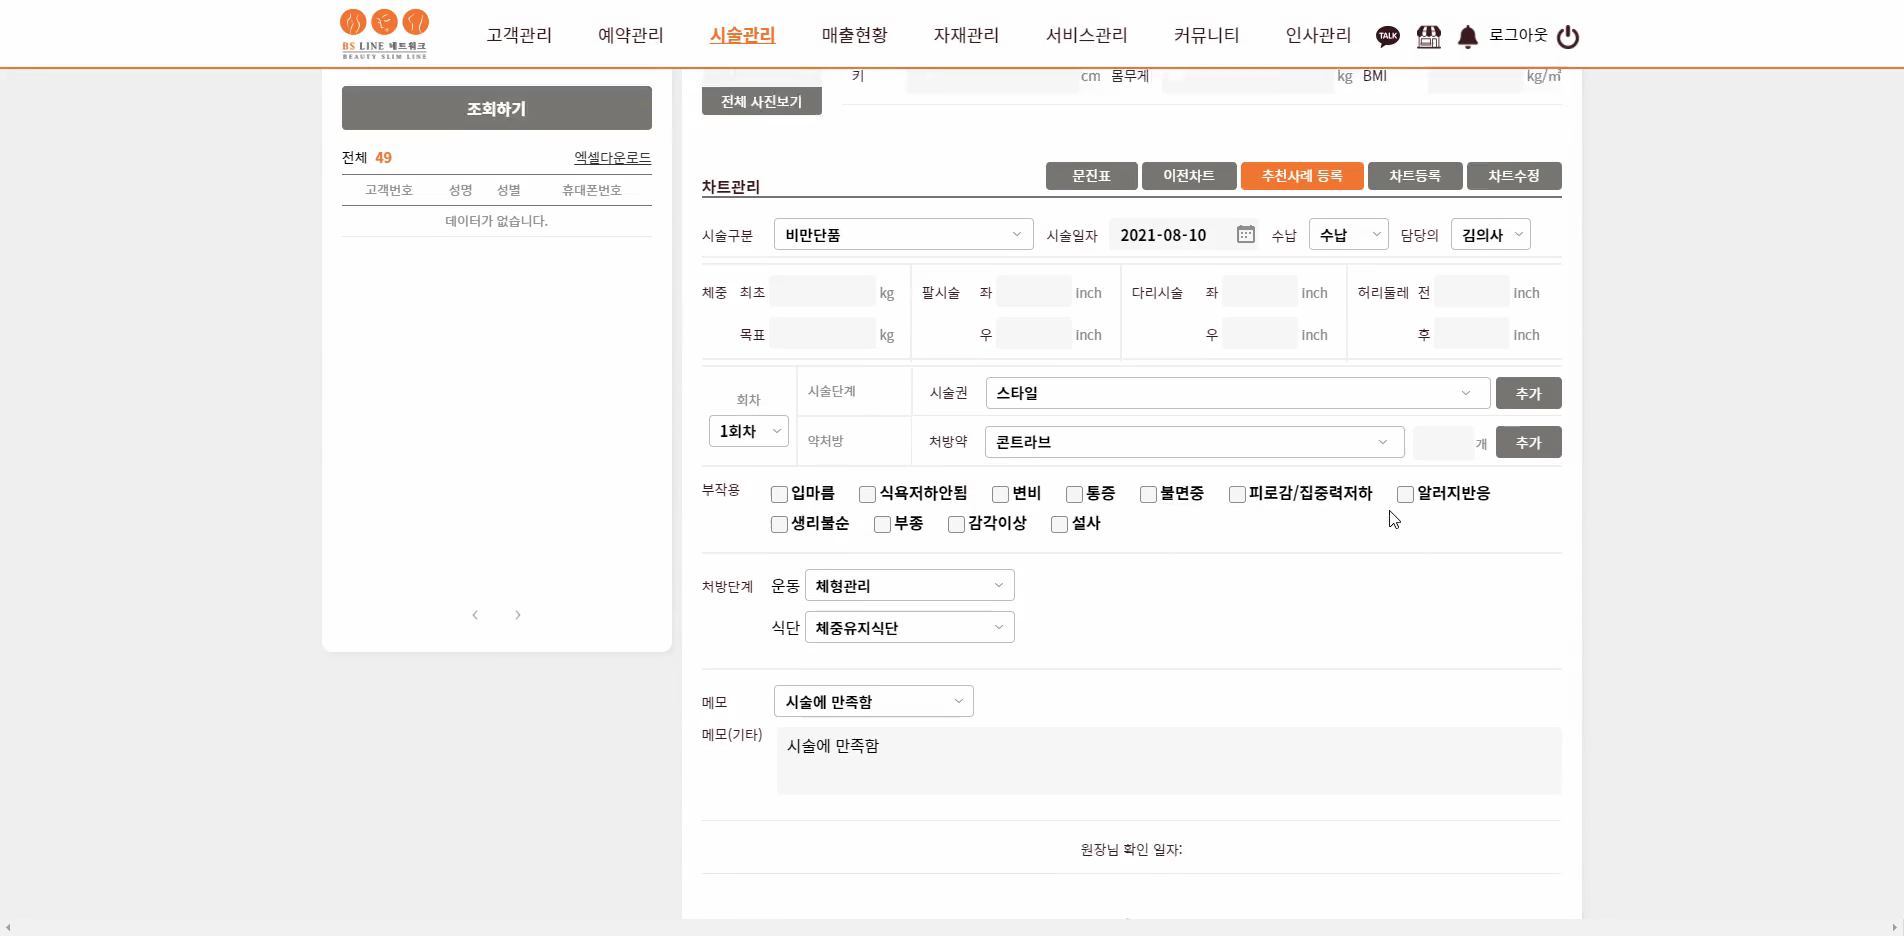 BS LINE 네트워크
BEAUTY SLIM LINE
고객관리 예약관리 시술관리 매출현황 자재관리 서비스관리 커뮤니티 인사관리 TALK 로그아웃
키 cm 몸무게 kg BMI kg/㎡
전체 사진보기
조회하기
전체 49 엑셀다운로드
고객번호 성명 성별 휴대폰번호
데이터가 없습니다.
차트관리 문진표 이전차트 추천사례 등록 차트등록 차트수정
시술구분 비만단품 시술일자 2021-08-10 수납 수납 담당의 김의사
체중 최초 kg 팔시술 좌 inch 다리시술 좌 inch 허리둘레 전 inch
목표 kg 우 inch 우 inch 후 inch
회차 시술단계 시술권 스타일 추가
1회차 약처방 처방약 콘트라브 개 추가
부작용 입마름 식욕저하안됨 변비 통증 불면중 피로감/집중력저하 알러지반응
생리불순 부종 감각이상 설사
처방단계 운동 체형관리
식단 체중유지식단
메모 시술에 만족함
메모(기타) 시술에 만족함
원장님 확인 일자: